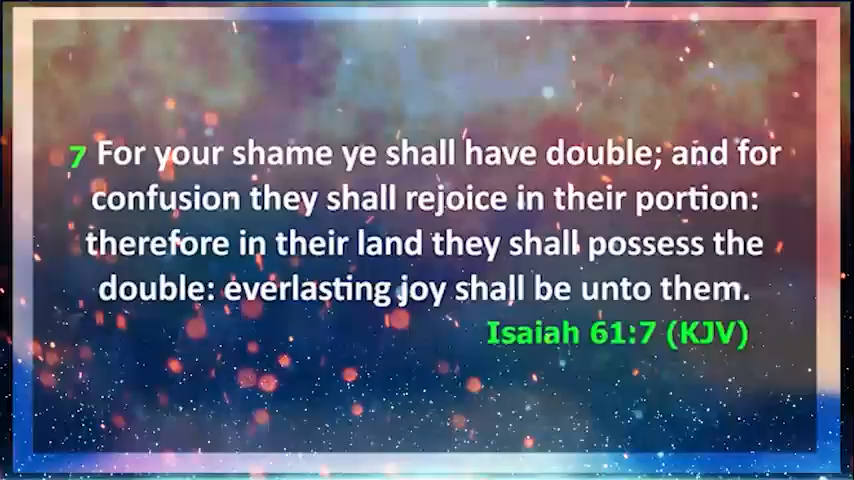 7 For your shame ye shall have double; and for
confusion they shall rejoice in their portion:
therefore in their land they shall possess the
double: everlasting joy shall be unto them.
Isaiah 61:7 (KJV)